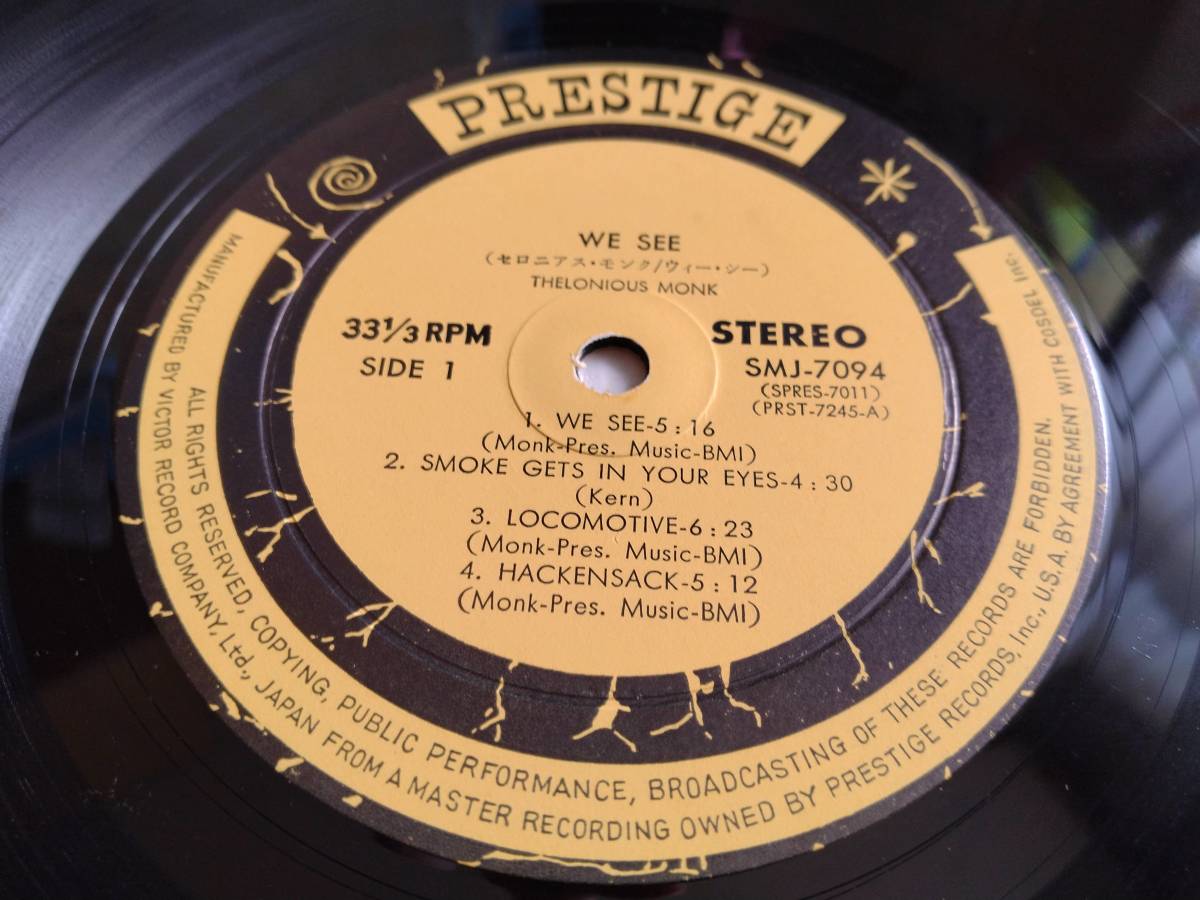 PRESTIGE
WE SEE
(セロニアス・モンク/ウィー・シー)
THELONIOUS MONK
33⅓ RPM
SIDE 1
STEREO
SMJ-7094
(SPRES-7011)
(PRST-7245-A)
1. WE SEE-5:16
(Monk-Pres. Music-BMI)
2. SMOKE GETS IN YOUR EYES-4:30
(Kern)
3. LOCOMOTIVE-6:23
(Monk-Pres. Music-BMI)
4. HACKENSACK-5:12
(Monk-Pres. Music-BMI)
ALL RIGHTS RESERVED, COPYING, PUBLIC PERFORMANCE, BROADCASTING OF THESE RECORDS ARE FORBIDDEN.
MANUFACTURED BY VICTOR RECORD COMPANY, Ltd., JAPAN FROM A MASTER RECORDING OWNED BY PRESTIGE RECORDS, Inc., U.S.A. BY AGREEMENT WITH COSDEL Inc.